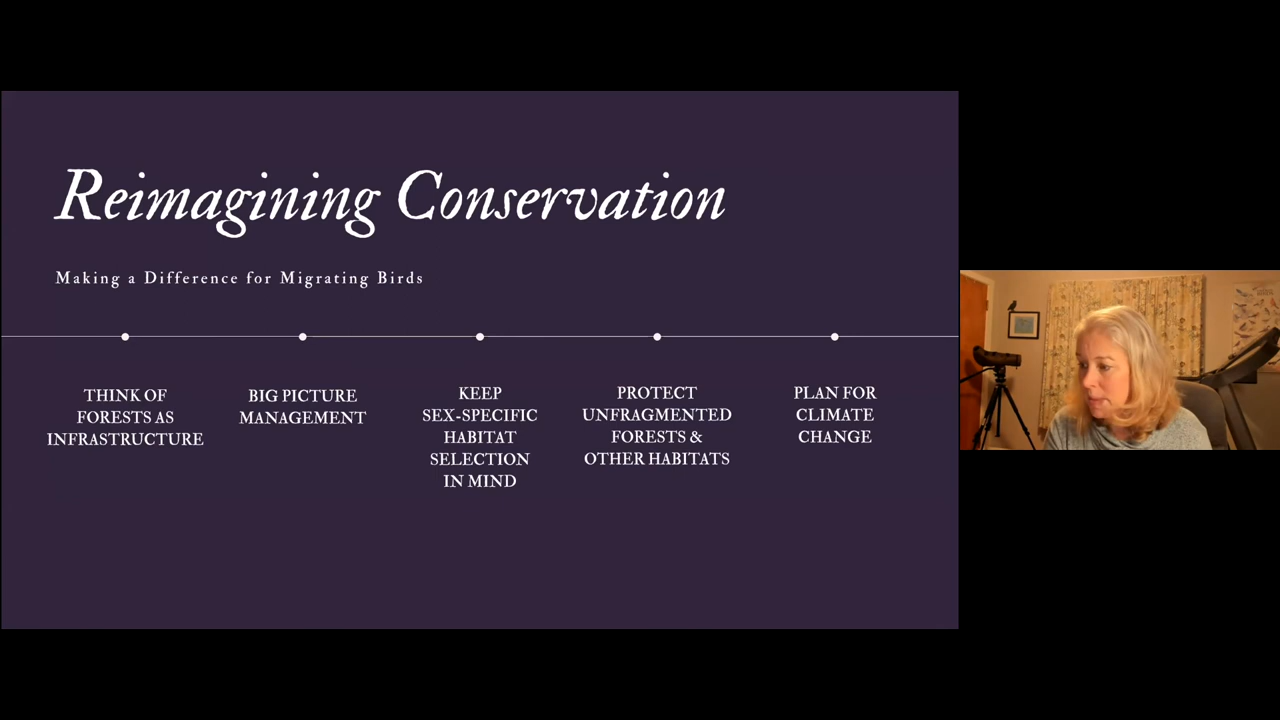 Reimagining Conservation
Making a Difference for Migrating Birds
THINK OF
FORESTS AS
INFRASTRUCTURE
BIG PICTURE
MANAGEMENT
KEEP
SEX-SPECIFIC
HABITAT
SELECTION
IN MIND
PROTECT
UNFRAGMENTED
FORESTS &
OTHER HABITATS
PLAN FOR
CLIMATE
CHANGE